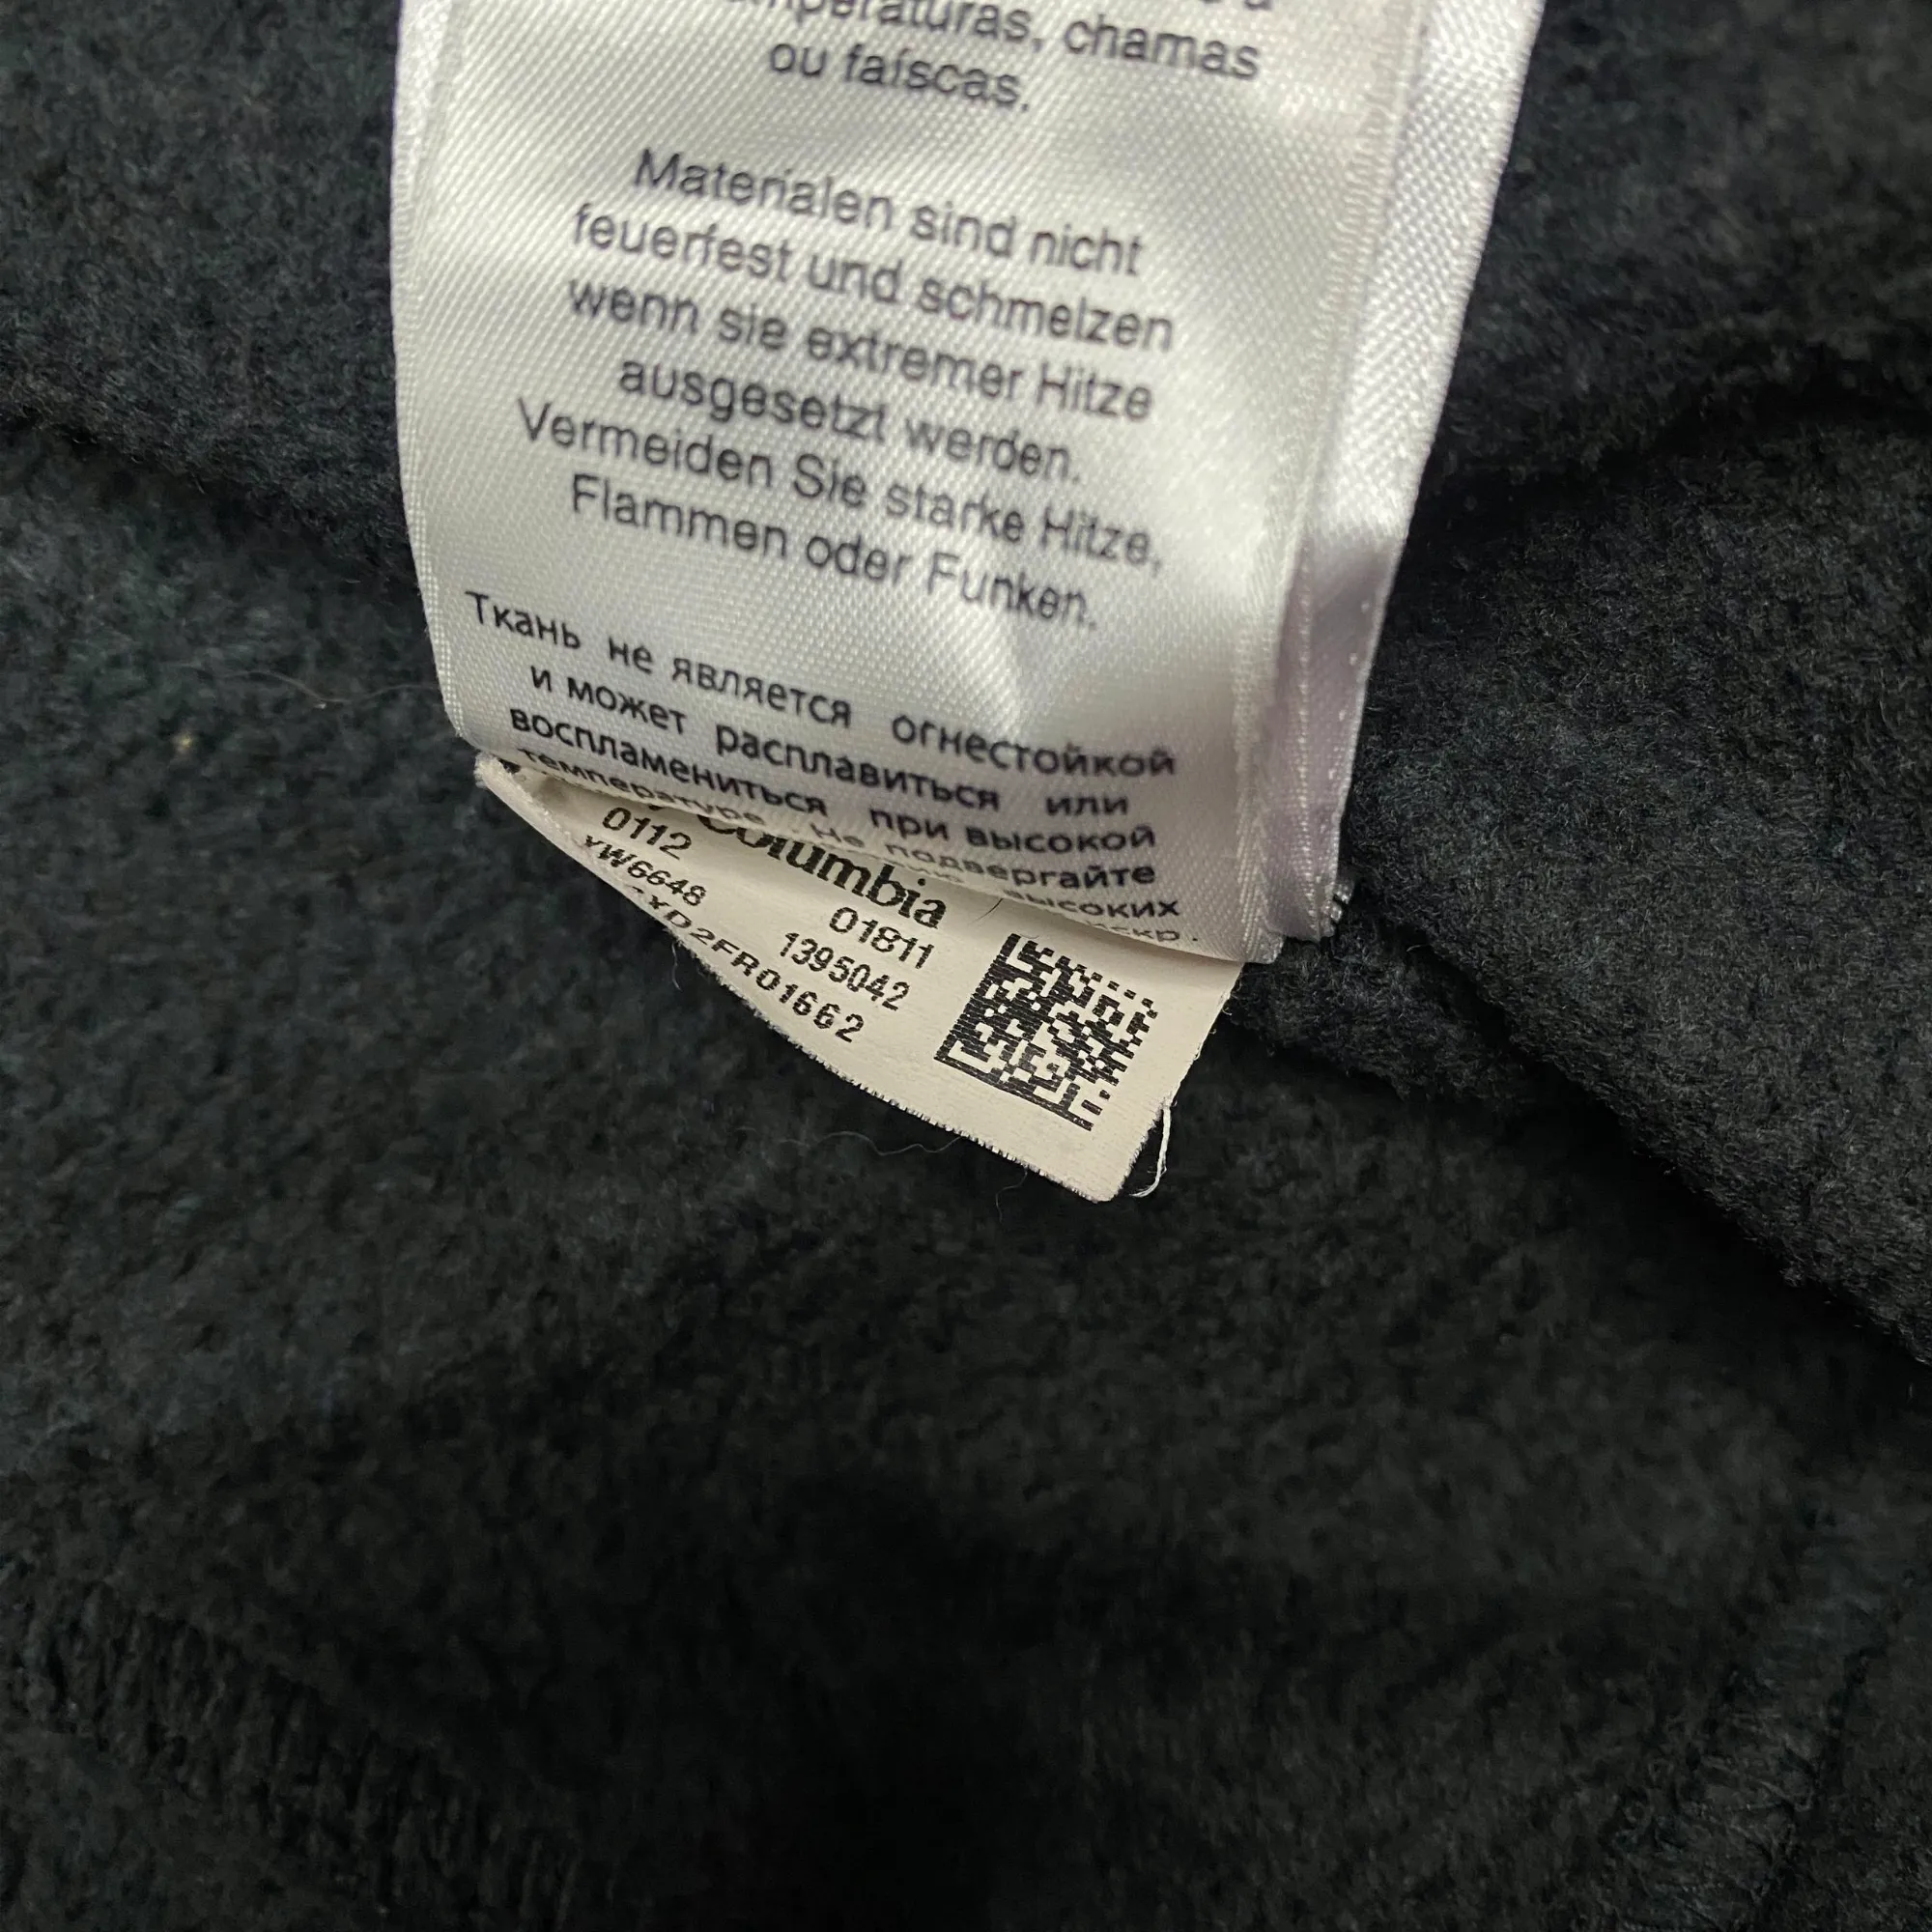 chamas
ou faíscas.
Materialen sind nicht
feuerfest und schmelzen
wenn sie extremer Hitze
ausgesetzt werden.
Vermeiden Sie starke Hitze,
Flammen oder Funken.
Ткань не является огнестойкой
и может расплавиться или
воспламениться при высокой
температуре. Не подвергайте
высоких
Columbia
0112 01811
YW6648 1395042
YD2FR01662